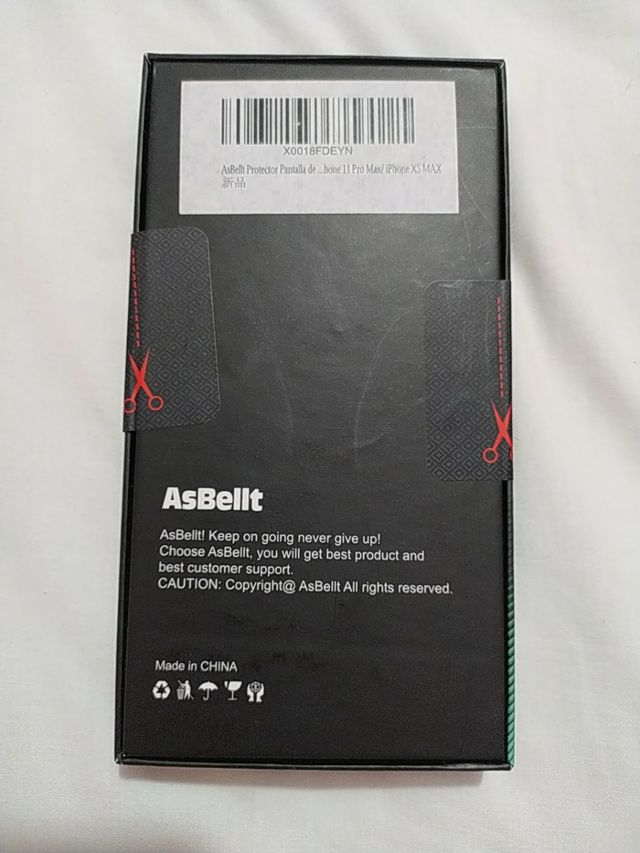 X0018FDEYN
AsBellt Protector Pantalla de ...hone 11 Pro Max/ iPhone XS MAX
新品
AsBellt
AsBellt! Keep on going never give up!
Choose AsBellt, you will get best product and
best customer support.
CAUTION: Copyright@ AsBellt All rights reserved.
Made in CHINA